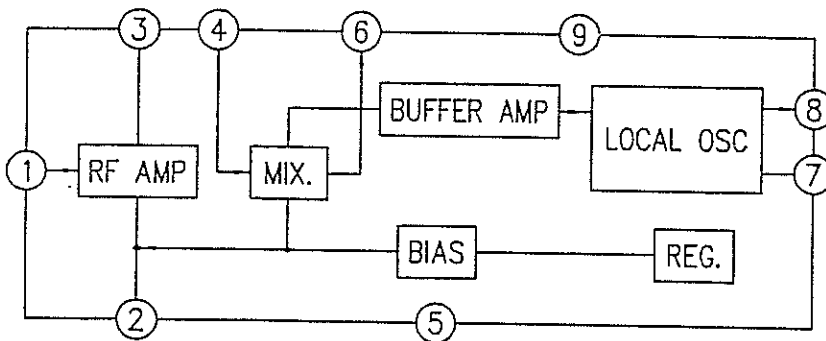 3 4 6 9
BUFFER AMP
8
LOCAL OSC
1 RF AMP MIX. 7
BIAS REG.
2 5